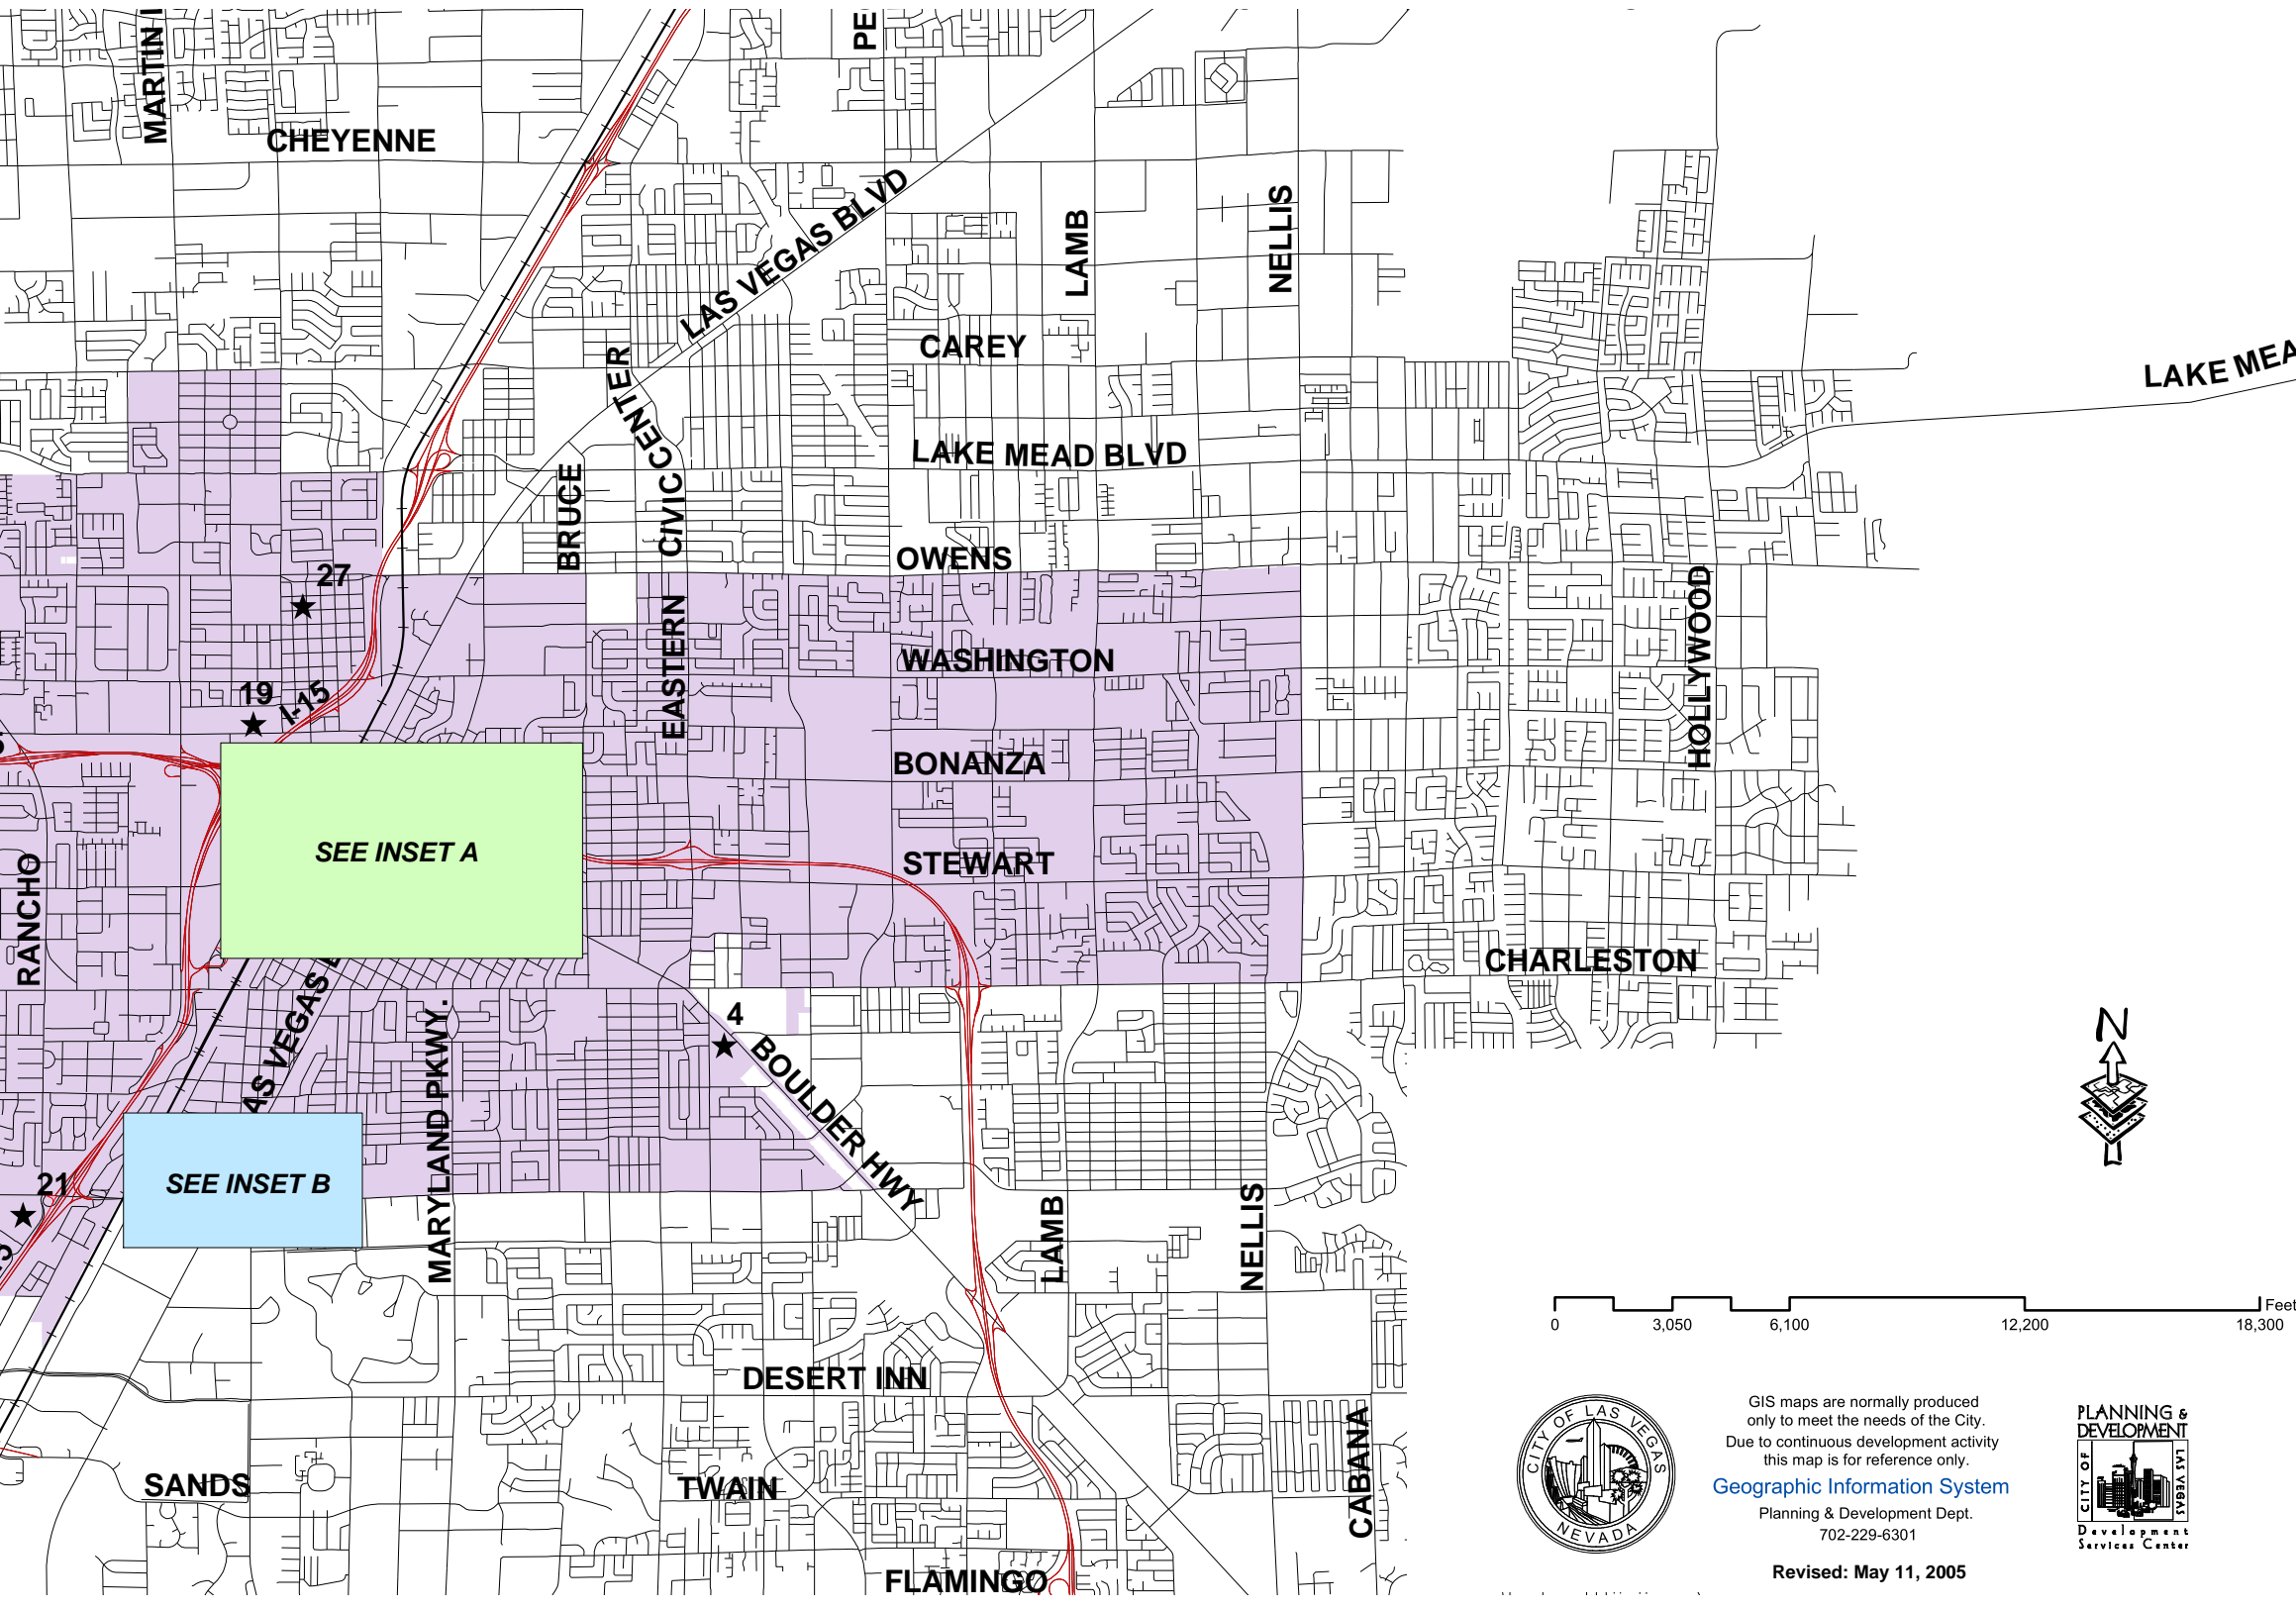 MARTIN
CHEYENNE
LAS VEGAS BLVD
LAMB
NELLIS
CAREY
CIVIC CENTER
LAKE MEAD BLVD
BRUCE
OWENS
27
EASTERN
WASHINGTON
HOLLYWOOD
19
I-15
BONANZA
SEE INSET A
STEWART
RANCHO
CHARLESTON
4
BOULDER HWY
MARYLAND PKWY.
SEE INSET B
21
LAMB
NELLIS
DESERT INN
SANDS
TWAIN
CABANA
FLAMINGO
LAKE
N
Feet
0 3,050 6,100 12,200 18,300
CITY OF LAS VEGAS
NEVADA
GIS maps are normally produced
only to meet the needs of the City.
Due to continuous development activity
this map is for reference only.
Geographic Information System
Planning & Development Dept.
702-229-6301
Revised: May 11, 2005
PLANNING &
DEVELOPMENT
CITY OF
LAS VEGAS
Development
Services Center